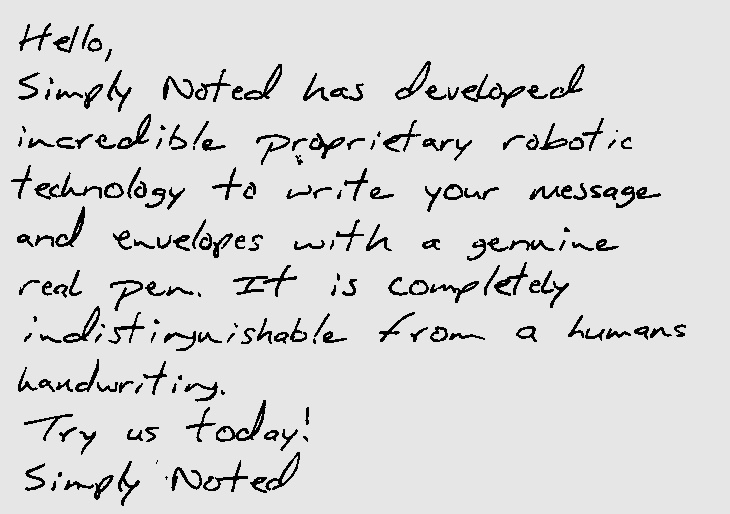 Hello,
Simply Noted has developed
incredible proprietary robotic
technology to write your message
and envelopes with a genuine
real pen. It is completely
indistinguishable from a humans
handwriting.
Try us today!
Simply Noted